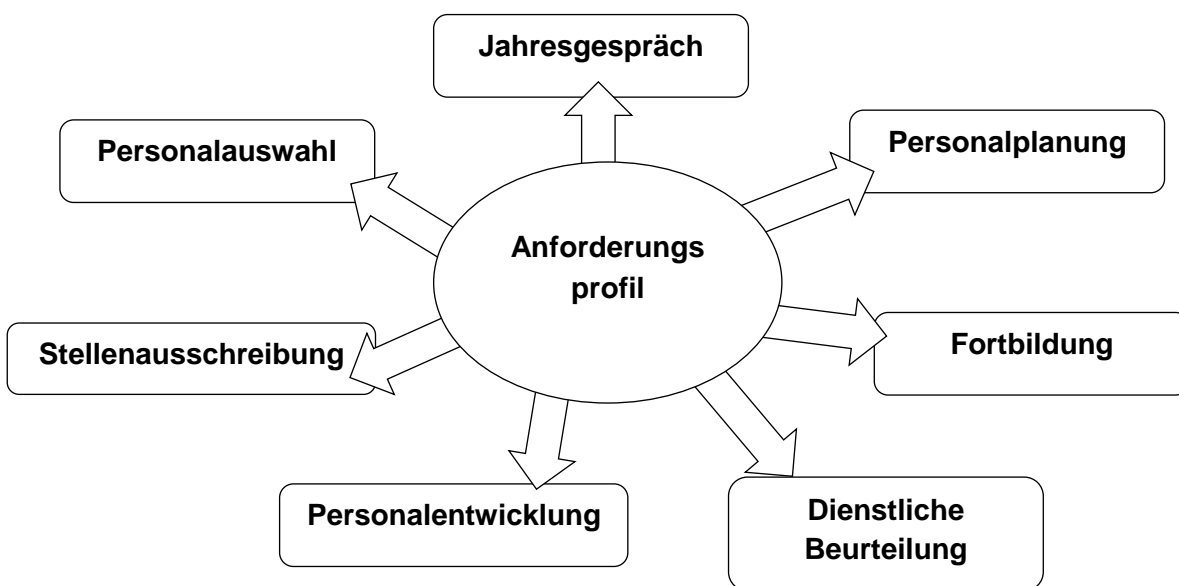 Jahresgespräch
Personalauswahl
Personalplanung
Anforderungs
profil
Stellenausschreibung
Fortbildung
Personalentwicklung
Dienstliche
Beurteilung